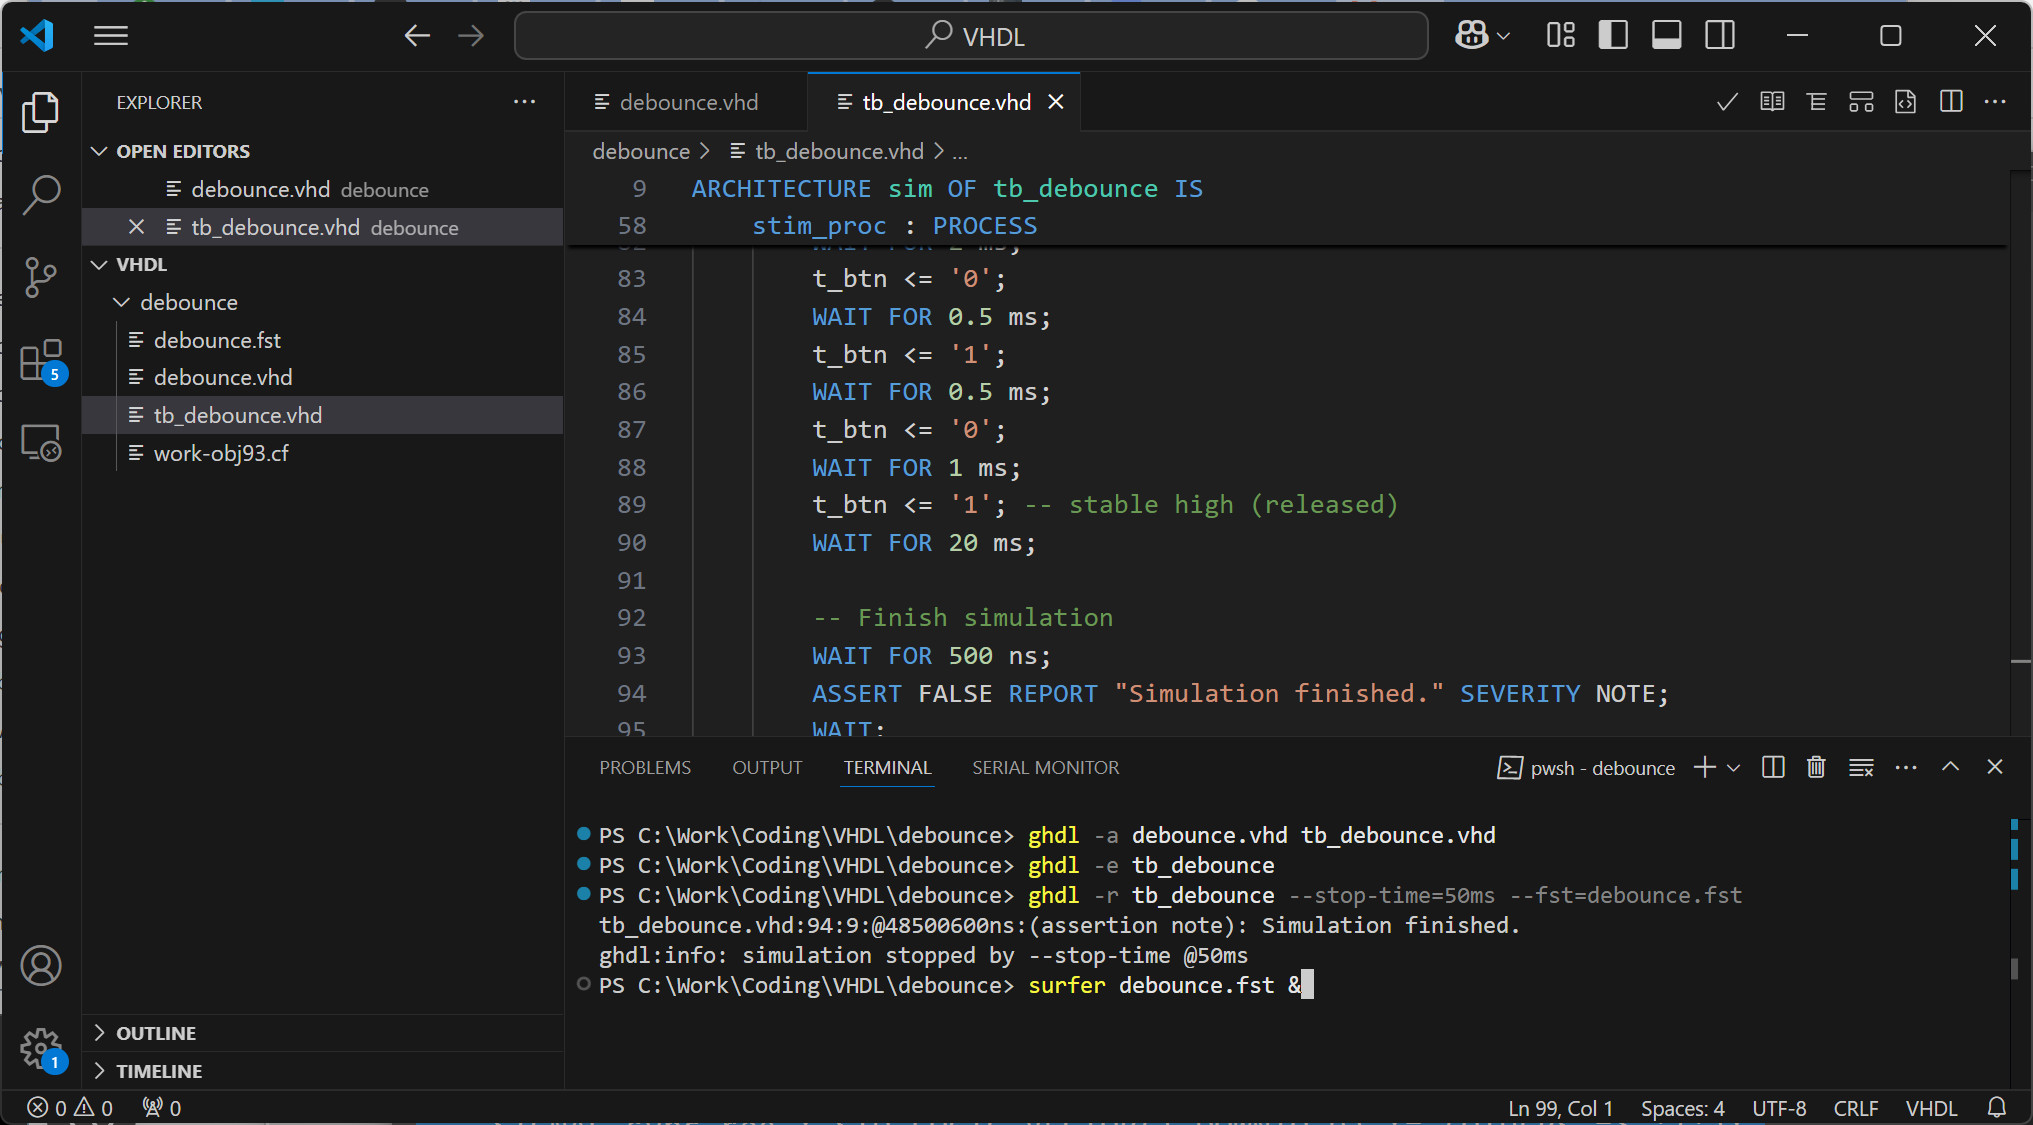 VHDL
EXPLORER
OPEN EDITORS
debounce.vhd debounce
tb_debounce.vhd debounce
VHDL
debounce
debounce.fst
debounce.vhd
tb_debounce.vhd
work-obj93.cf
5
1
OUTLINE
TIMELINE
debounce.vhd
tb_debounce.vhd
debounce > tb_debounce.vhd > ...
9 ARCHITECTURE sim OF tb_debounce IS
58 stim_proc : PROCESS
82 WAIT FOR 2 ms;
83 t_btn <= '0';
84 WAIT FOR 0.5 ms;
85 t_btn <= '1';
86 WAIT FOR 0.5 ms;
87 t_btn <= '0';
88 WAIT FOR 1 ms;
89 t_btn <= '1'; -- stable high (released)
90 WAIT FOR 20 ms;
91
92 -- Finish simulation
93 WAIT FOR 500 ns;
94 ASSERT FALSE REPORT "Simulation finished." SEVERITY NOTE;
95 WAIT;
PROBLEMS OUTPUT TERMINAL SERIAL MONITOR
pwsh - debounce
PS C:\Work\Coding\VHDL\debounce> ghdl -a debounce.vhd tb_debounce.vhd
PS C:\Work\Coding\VHDL\debounce> ghdl -e tb_debounce
PS C:\Work\Coding\VHDL\debounce> ghdl -r tb_debounce --stop-time=50ms --fst=debounce.fst
tb_debounce.vhd:94:9:@48500600ns:(assertion note): Simulation finished.
ghdl:info: simulation stopped by --stop-time @50ms
PS C:\Work\Coding\VHDL\debounce> surfer debounce.fst &
0 0 0
Ln 99, Col 1 Spaces: 4 UTF-8 CRLF VHDL